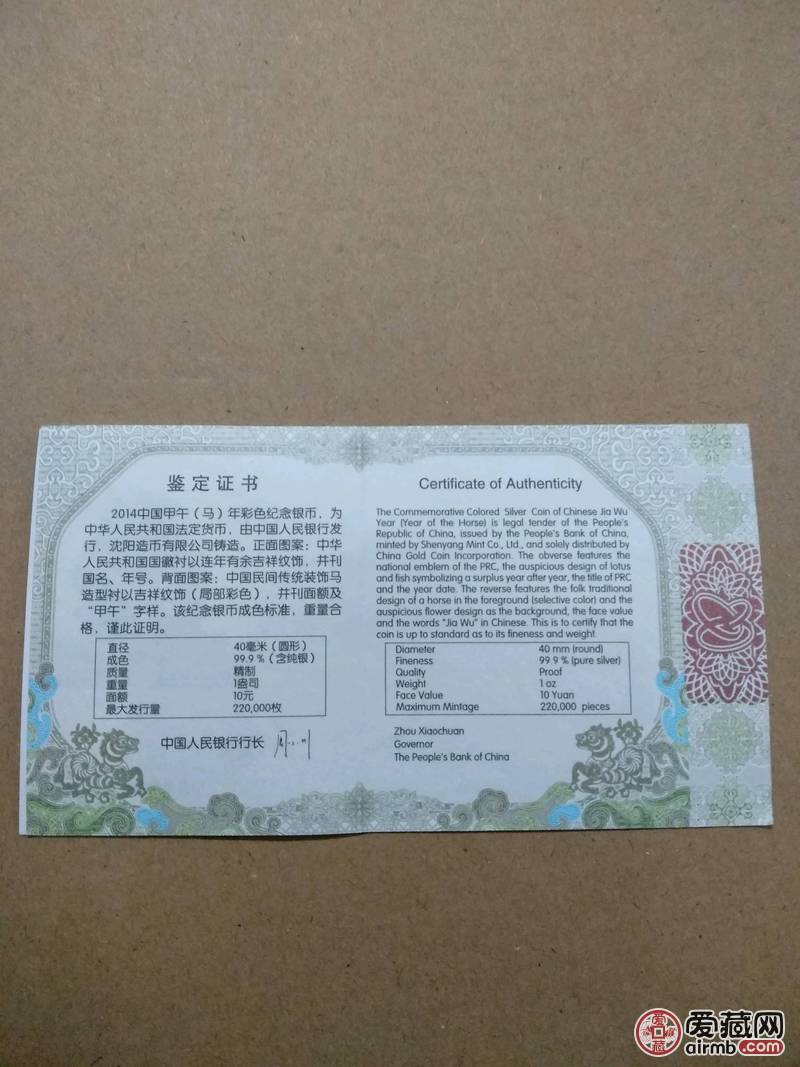 鉴定证书
2014中国甲午（马）年彩色纪念银币，为
中华人民共和国法定货币，由中国人民银行发
行，沈阳造币有限公司铸造。正面图案：中华
人民共和国国徽衬以连年有余吉祥纹饰，并刊
国名、年号。背面图案：中国民间传统装饰马
造型衬以吉祥纹饰（局部彩色），并刊面额及
“甲午”字样。该纪念银币成色标准，重量合
格，谨此证明。
直径 40毫米（圆形）
成色 99.9％（含纯银）
质量 精制
重量 1盎司
面额 10元
最大发行量 220,000枚
中国人民银行行长
Certificate of Authenticity
The Commemorative Colored Silver Coin of Chinese Jia Wu
Year (Year of the Horse) is legal tender of the People's
Republic of China, issued by the People's Bank of China,
minted by Shenyang Mint Co., Ltd., and solely distributed by
China Gold Coin Incorporation. The obverse features the
national emblem of the PRC, the auspicious design of lotus
and fish symbolizing a surplus year after year, the title of PRC
and the year date. The reverse features the folk traditional
design of a horse in the foreground (selective color) and the
auspicious flower design as the background, the face value
and the words "Jia Wu" in Chinese. This is to certify that the
coin is up to standard as to its fineness and weight.
Diameter 40 mm (round)
Fineness 99.9 % (pure silver)
Quality Proof
Weight 1 oz
Face Value 10 Yuan
Maximum Mintage 220,000 pieces
Zhou Xiaochuan
Governor
The People's Bank of China
爱藏网
airmb.com